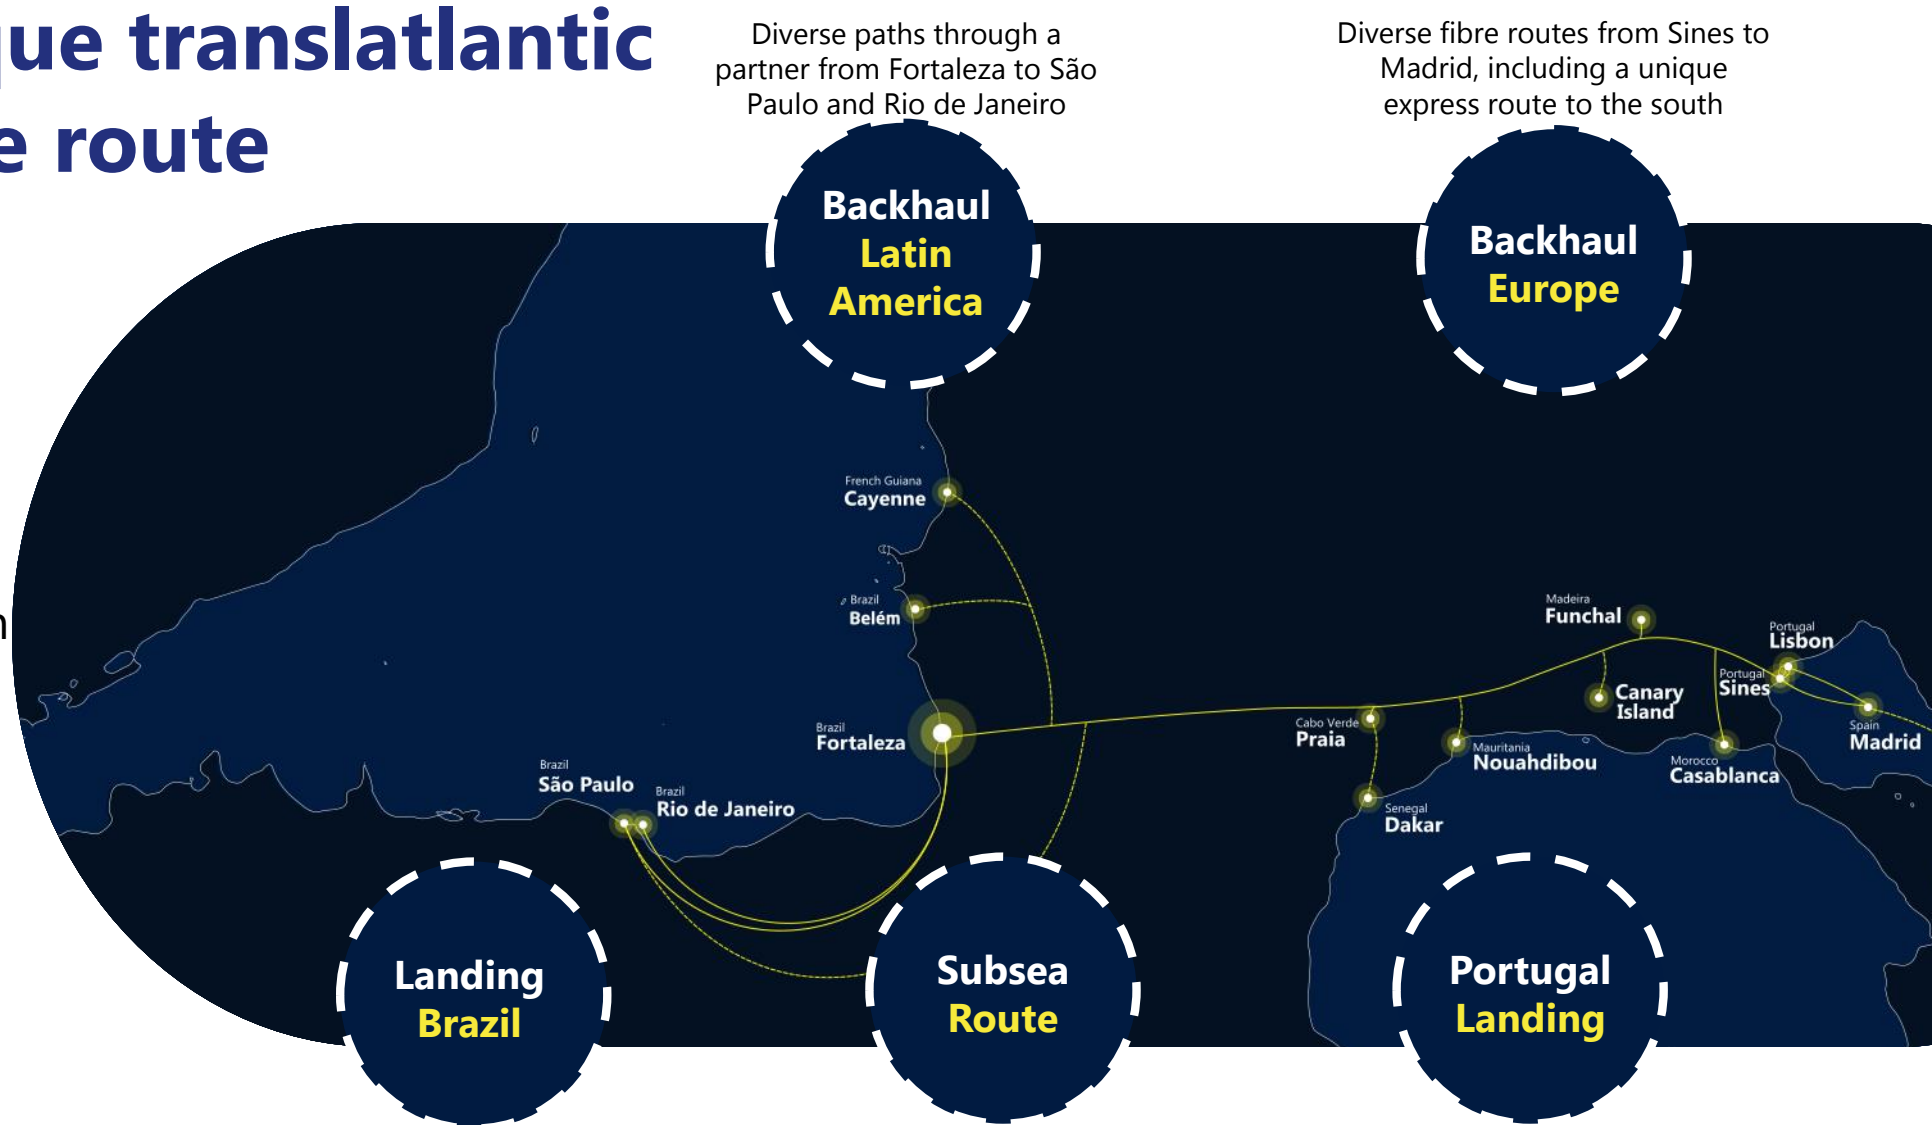 que translatlantic
e route
Diverse paths through a
partner from Fortaleza to São
Paulo and Rio de Janeiro
Diverse fibre routes from Sines to
Madrid, including a unique
express route to the south
Backhaul
Latin
America
Backhaul
Europe
French Guiana
Cayenne
Brazil
Belém
Brazil
Fortaleza
Brazil
São Paulo
Brazil
Rio de Janeiro
Madeira
Funchal
Portugal
Lisbon
Portugal
Sines
Canary
Island
Cabo Verde
Praia
Mauritania
Nouahdibou
Morocco
Casablanca
Spain
Madrid
Senegal
Dakar
Landing
Brazil
Subsea
Route
Portugal
Landing